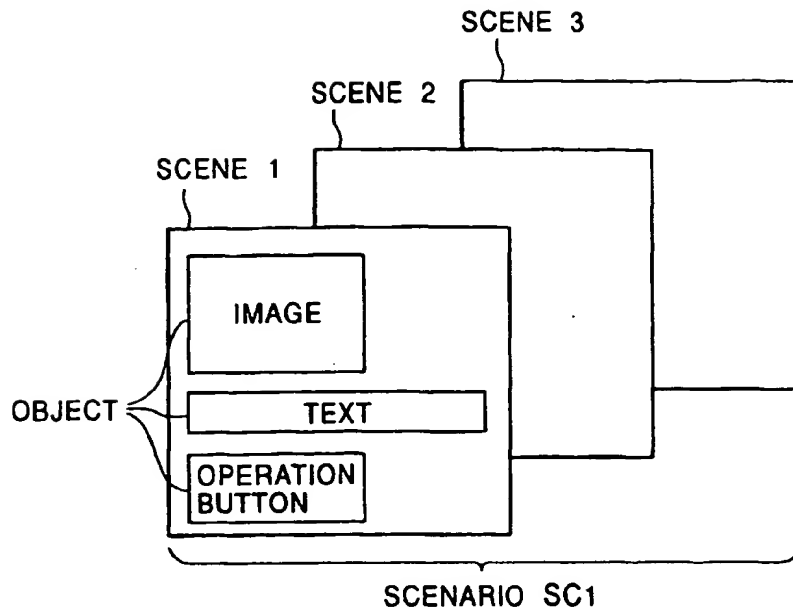 SCENE 3
SCENE 2
SCENE 1
IMAGE
OBJECT
TEXT
OPERATION
BUTTON
SCENARIO SC1